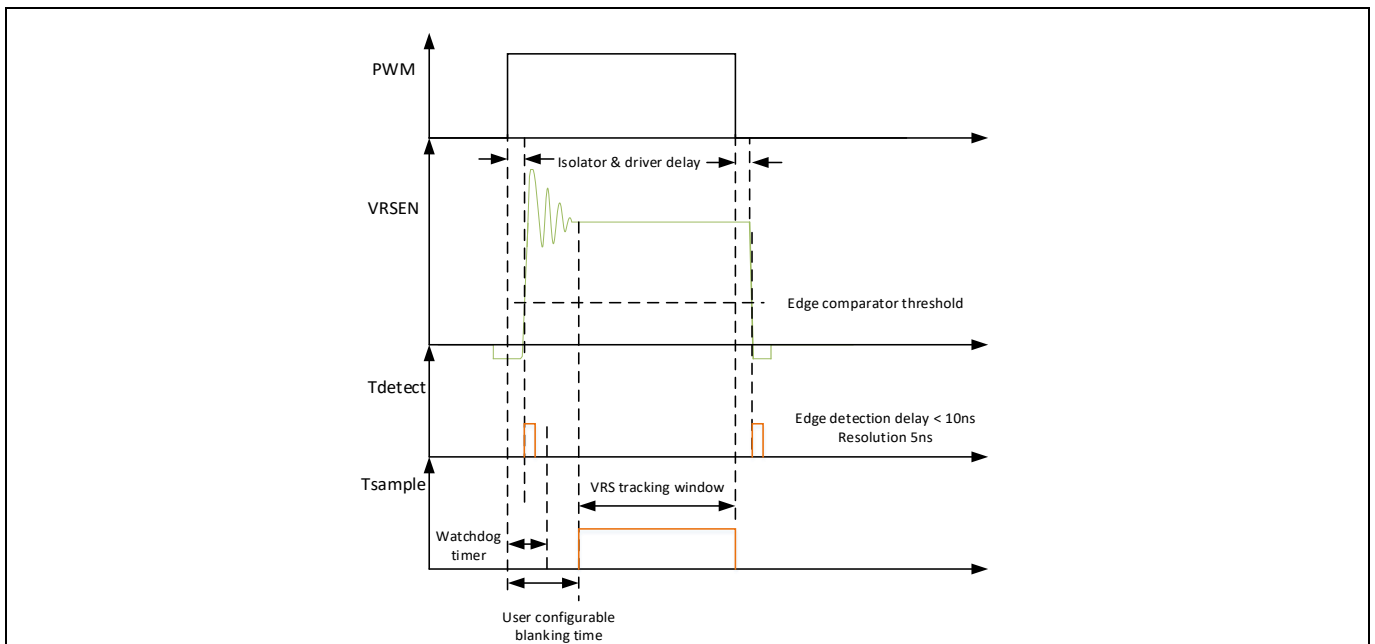 PWM
Isolator & driver delay
VRSEN
Edge comparator threshold
Tdetect
Edge detection delay < 10ns
Resolution 5ns
Tsample
VRS tracking window
Watchdog
timer
User configurable
blanking time